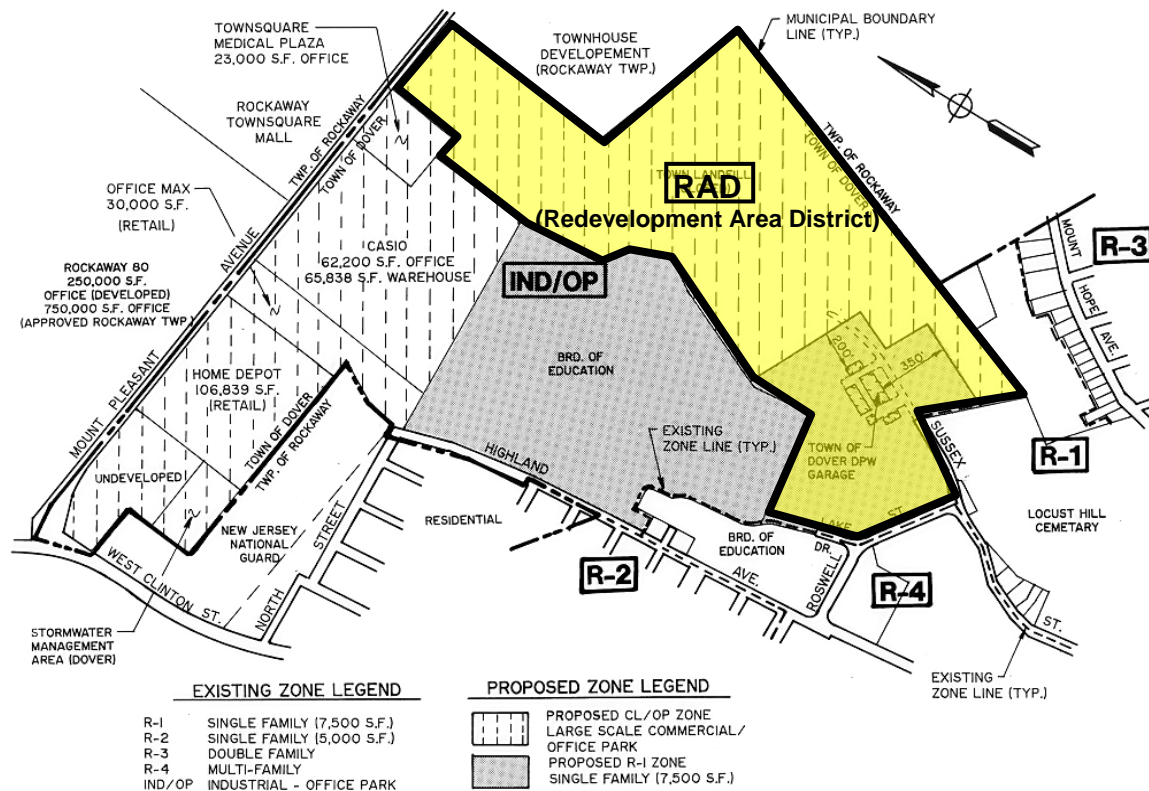 TOWNSQUARE
MEDICAL PLAZA
23,000 S.F. OFFICE
TOWNHOUSE
DEVELOPEMENT
(ROCKAWAY TWP.)
MUNICIPAL BOUNDARY
LINE (TYP.)
ROCKAWAY
TOWNSQUARE
MALL
TWP. OF ROCKAWAY
TOWN OF DOVER
TWP. OF ROCKAWAY
TOWN OF DOVER
OFFICE MAX
30,000 S.F.
(RETAIL)
TOWN LANDFILL
RAD
(Redevelopment Area District)
R-3
MOUNT
HOPE
AVE.
CASIO
62,200 S.F. OFFICE
65,838 S.F. WAREHOUSE
IND/OP
ROCKAWAY 80
250,000 S.F.
OFFICE (DEVELOPED)
750,000 S.F. OFFICE
(APPROVED ROCKAWAY TWP.)
MOUNT PLEASANT AVENUE
BRD. OF
EDUCATION
200'
350'
HOME DEPOT
106,839 S.F.
(RETAIL)
TOWN OF DOVER
TWP. OF ROCKAWAY
EXISTING
ZONE LINE (TYP.)
TOWN OF
DOVER DPW
GARAGE
SUSSEX
R-1
UNDEVELOPED
HIGHLAND
AVE.
RESIDENTIAL
NEW JERSEY
NATIONAL
GUARD
NORTH STREET
LAKE ST.
LOCUST HILL
CEMETARY
BRD. OF
EDUCATION
DR.
ROSWELL
R-2
R-4
WEST CLINTON ST.
ST.
STORMWATER
MANAGEMENT
AREA (DOVER)
EXISTING
ZONE LINE (TYP.)
EXISTING ZONE LEGEND
R-1 SINGLE FAMILY (7,500 S.F.)
R-2 SINGLE FAMILY (5,000 S.F.)
R-3 DOUBLE FAMILY
R-4 MULTI-FAMILY
IND/OP INDUSTRIAL - OFFICE PARK
PROPOSED ZONE LEGEND
PROPOSED CL/OP ZONE
LARGE SCALE COMMERCIAL/
OFFICE PARK
PROPOSED R-1 ZONE
SINGLE FAMILY (7,500 S.F.)